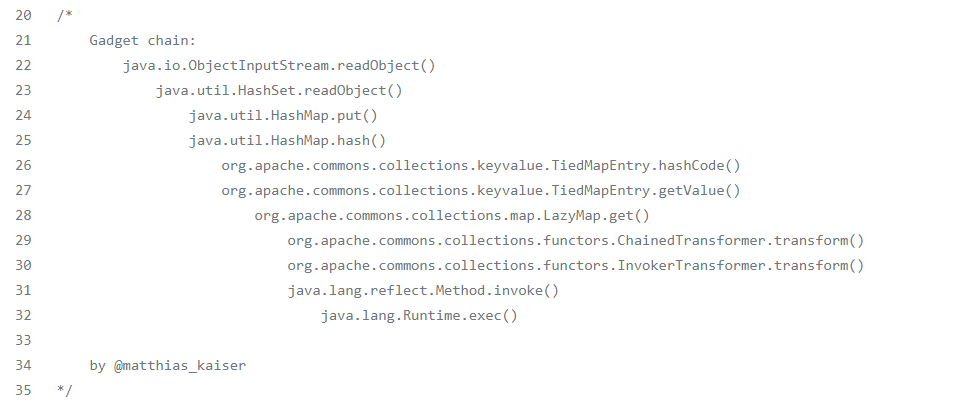 20 /*
21     Gadget chain:
22         java.io.ObjectInputStream.readObject()
23             java.util.HashSet.readObject()
24                 java.util.HashMap.put()
25                 java.util.HashMap.hash()
26                     org.apache.commons.collections.keyvalue.TiedMapEntry.hashCode()
27                     org.apache.commons.collections.keyvalue.TiedMapEntry.getValue()
28                         org.apache.commons.collections.map.LazyMap.get()
29                             org.apache.commons.collections.functors.ChainedTransformer.transform()
30                             org.apache.commons.collections.functors.InvokerTransformer.transform()
31                             java.lang.reflect.Method.invoke()
32                                 java.lang.Runtime.exec()
33
34     by @matthias_kaiser
35 */